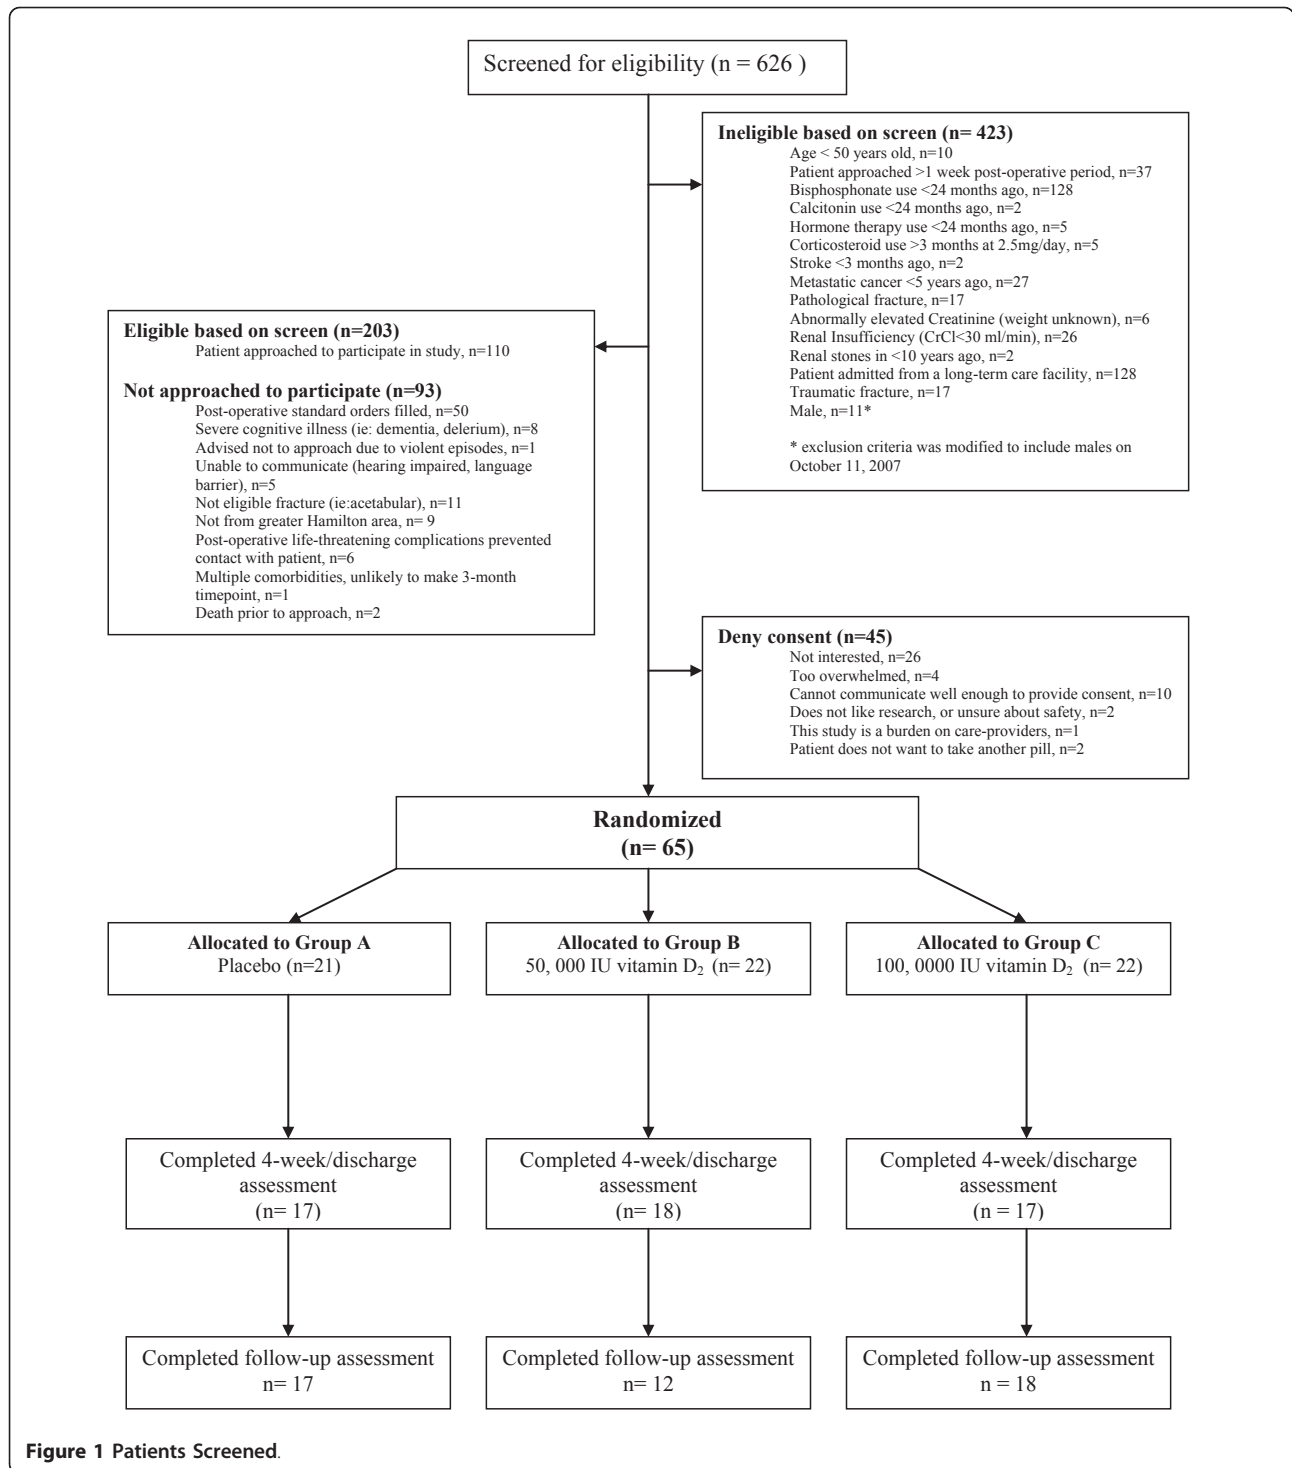 Screened for eligibility (n = 626 )
Ineligible based on screen (n= 423)
Age < 50 years old, n=10
Patient approached >1 week post-operative period, n=37
Bisphosphonate use <24 months ago, n=128
Calcitonin use <24 months ago, n=2
Hormone therapy use <24 months ago, n=5
Corticosteroid use >3 months at 2.5mg/day, n=5
Stroke <3 months ago, n=2
Metastatic cancer <5 years ago, n=27
Pathological fracture, n=17
Abnormally elevated Creatinine (weight unknown), n=6
Renal Insufficiency (CrCl<30 ml/min), n=26
Renal stones in <10 years ago, n=2
Patient admitted from a long-term care facility, n=128
Traumatic fracture, n=17
Male, n=11*
* exclusion criteria was modified to include males on
October 11, 2007
Eligible based on screen (n=203)
Patient approached to participate in study, n=110
Not approached to participate (n=93)
Post-operative standard orders filled, n=50
Severe cognitive illness (ie: dementia, delerium), n=8
Advised not to approach due to violent episodes, n=1
Unable to communicate (hearing impaired, language
barrier), n=5
Not eligible fracture (ie:acetabular), n=11
Not from greater Hamilton area, n= 9
Post-operative life-threatening complications prevented
contact with patient, n=6
Multiple comorbidities, unlikely to make 3-month
timepoint, n=1
Death prior to approach, n=2
Deny consent (n=45)
Not interested, n=26
Too overwhelmed, n=4
Cannot communicate well enough to provide consent, n=10
Does not like research, or unsure about safety, n=2
This study is a burden on care-providers, n=1
Patient does not want to take another pill, n=2
Randomized
(n= 65)
Allocated to Group A
Placebo (n=21)
Allocated to Group B
50, 000 IU vitamin D₂ (n= 22)
Allocated to Group C
100, 0000 IU vitamin D₂ (n= 22)
Completed 4-week/discharge
assessment
(n= 17)
Completed 4-week/discharge
assessment
(n= 18)
Completed 4-week/discharge
assessment
(n = 17)
Completed follow-up assessment
n= 17
Completed follow-up assessment
n= 12
Completed follow-up assessment
n = 18
Figure 1 Patients Screened.